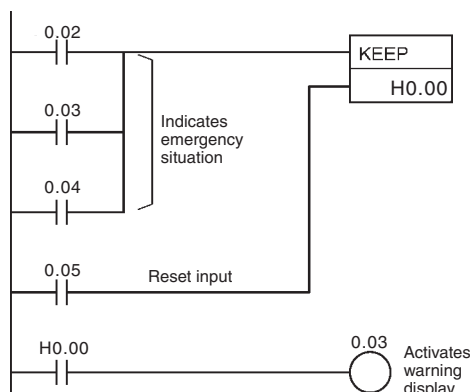 0.02
KEEP
H0.00
0.03
Indicates
emergency
situation
0.04
0.05
Reset input
H0.00
0.03
Activates
warning
display